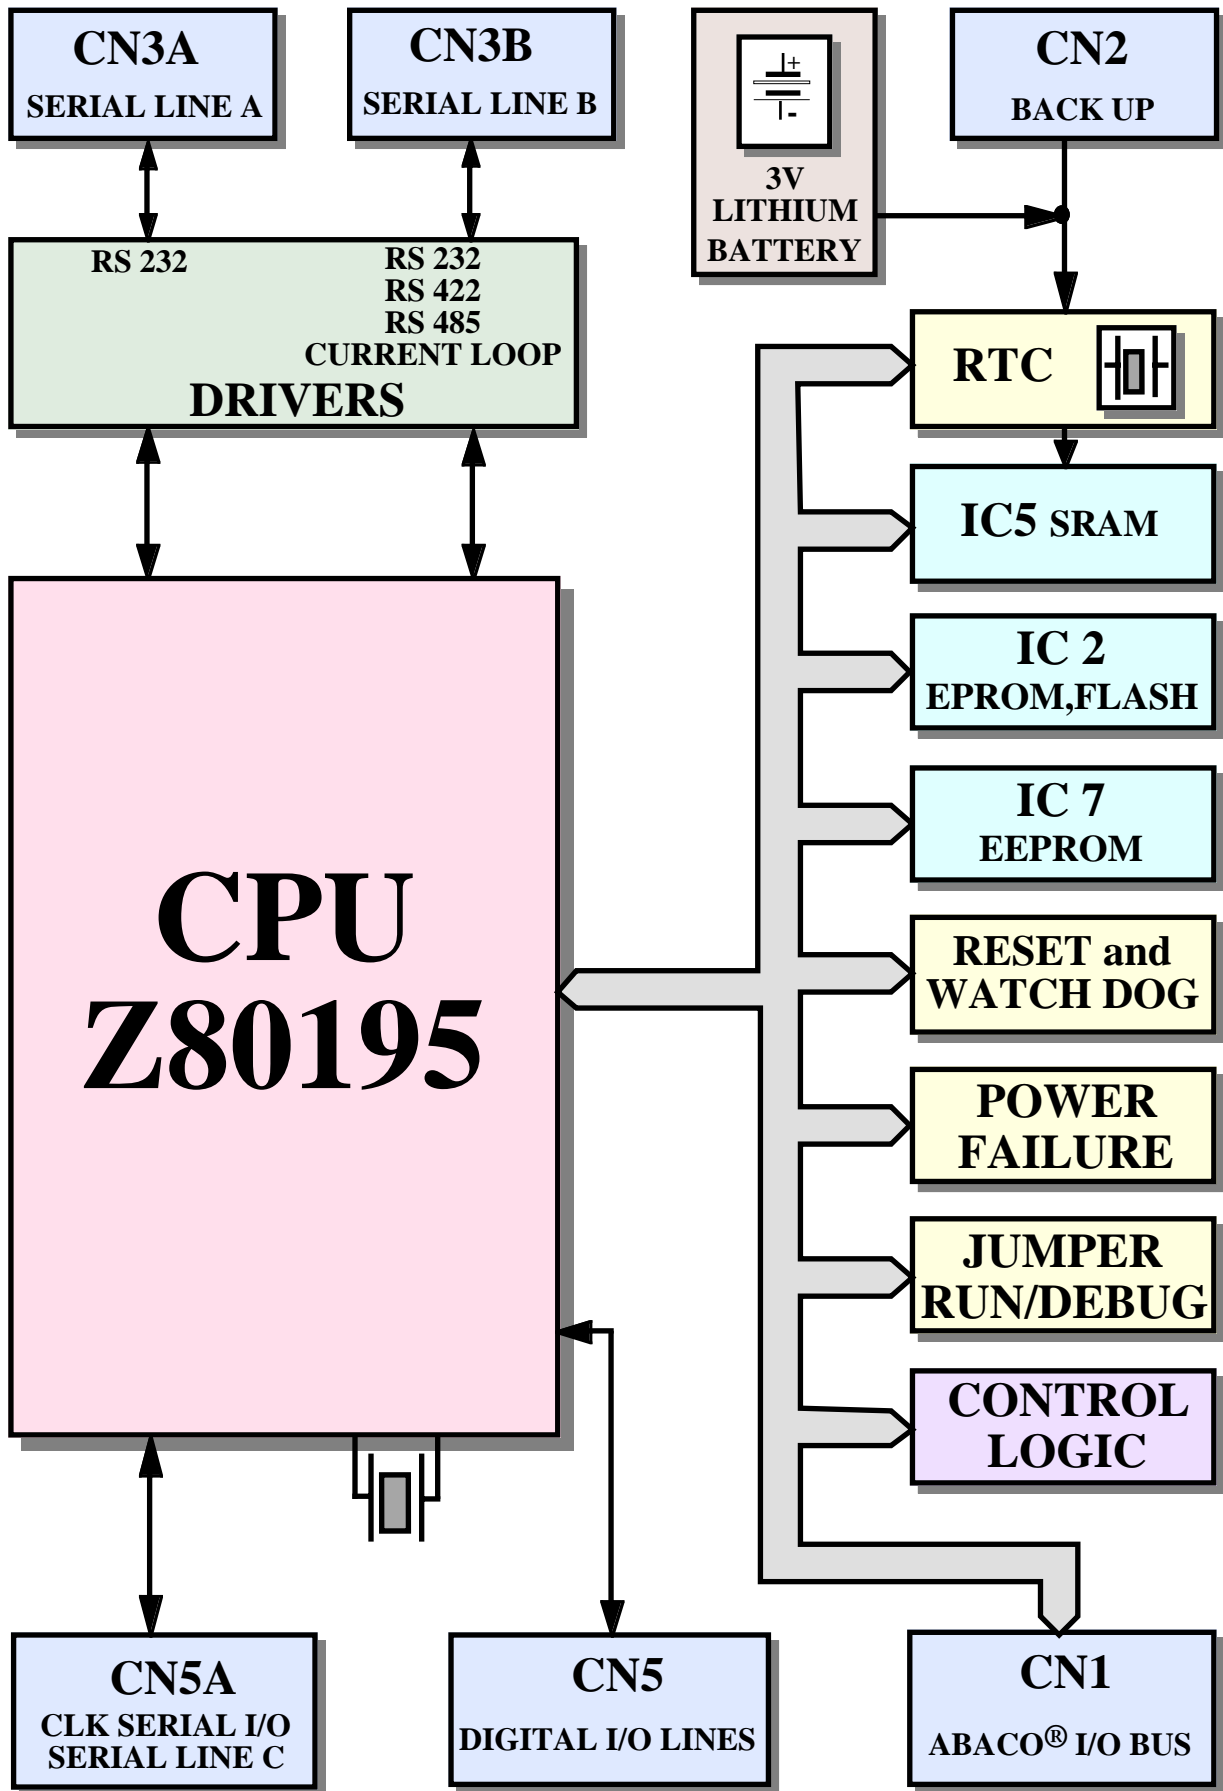 CN3A
SERIAL LINE A
CN3B
SERIAL LINE B
+
-
3V
LITHIUM
BATTERY
CN2
BACK UP
RS 232
RS 232
RS 422
RS 485
CURRENT LOOP
DRIVERS
RTC
IC5 SRAM
IC 2
EPROM,FLASH
IC 7
EEPROM
CPU
Z80195
RESET and
WATCH DOG
POWER
FAILURE
JUMPER
RUN/DEBUG
CONTROL
LOGIC
CN5A
CLK SERIAL I/O
SERIAL LINE C
CN5
DIGITAL I/O LINES
CN1
ABACO® I/O BUS